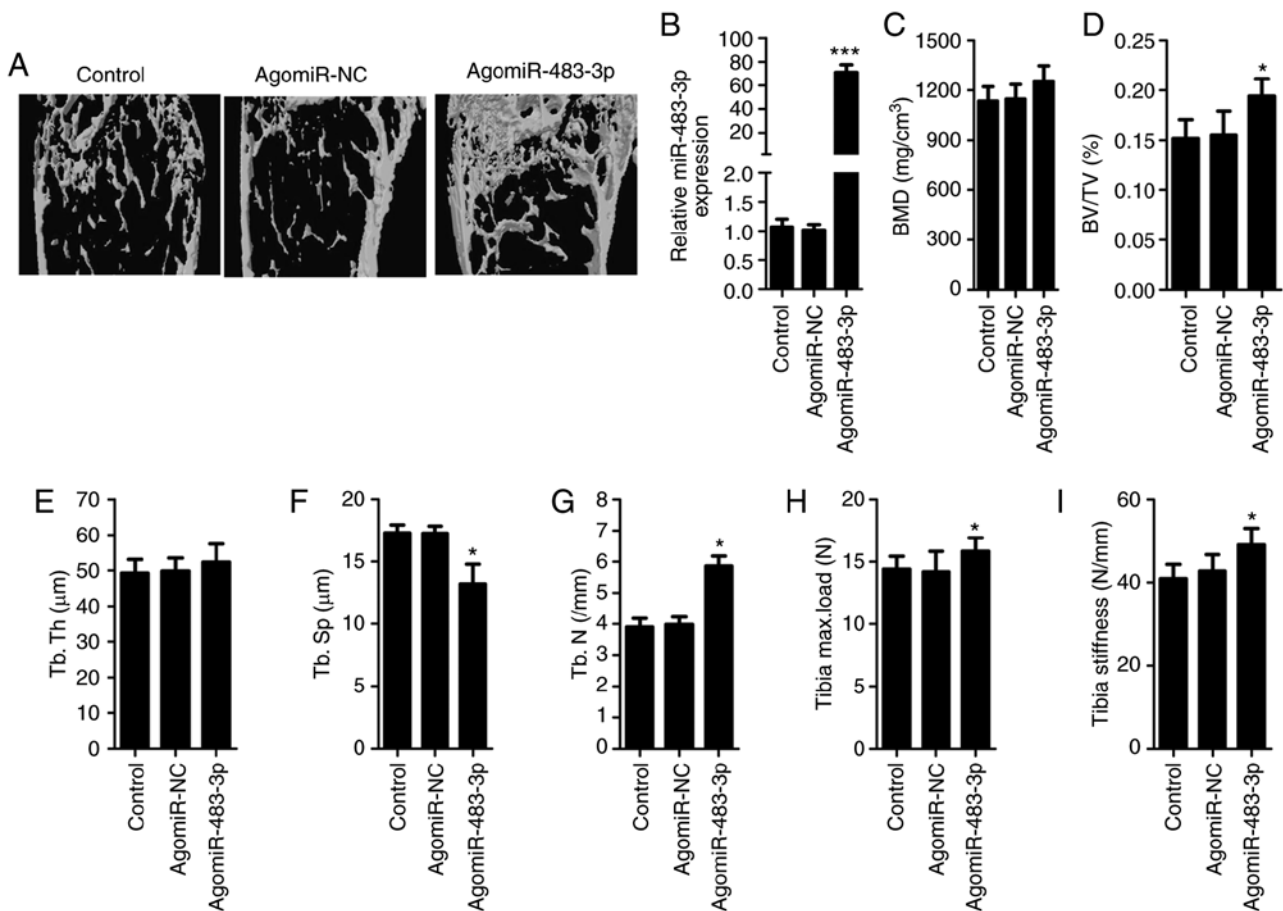 A
Control
AgomiR-NC
AgomiR-483-3p
B
Relative miR-483-3p
expression
100
80
60
40
20
2.0
1.5
1.0
0.5
0.0
***
Control
AgomiR-NC
AgomiR-483-3p
C
BMD (mg/cm³)
1500
1200
900
600
300
0
Control
AgomiR-NC
AgomiR-483-3p
D
BV/TV (%)
0.25
0.20
0.15
0.10
0.05
0.00
*
Control
AgomiR-NC
AgomiR-483-3p
E
Tb. Th (μm)
70
60
50
40
30
20
10
0
Control
AgomiR-NC
AgomiR-483-3p
F
Tb. Sp (μm)
20
15
10
5
0
*
Control
AgomiR-NC
AgomiR-483-3p
G
Tb. N (/mm)
8
7
6
5
4
3
2
1
0
*
Control
AgomiR-NC
AgomiR-483-3p
H
Tibia max.load (N)
20
15
10
5
0
*
Control
AgomiR-NC
AgomiR-483-3p
I
Tibia stiffness (N/mm)
60
40
20
0
*
Control
AgomiR-NC
AgomiR-483-3p